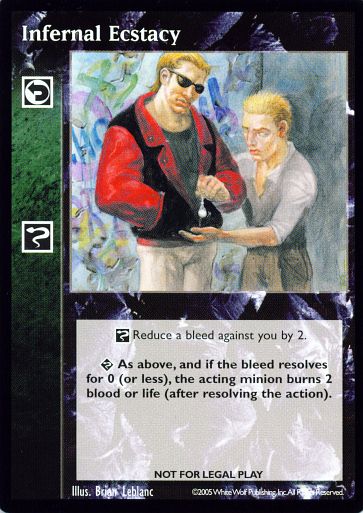 Infernal Ecstacy
Reduce a bleed against you by 2.
As above, and if the bleed resolves
for 0 (or less), the acting minion burns 2
blood or life (after resolving the action).
NOT FOR LEGAL PLAY
Illus. Brian Leblanc
©2005 White Wolf Publishing, Inc. All Rights Reserved.